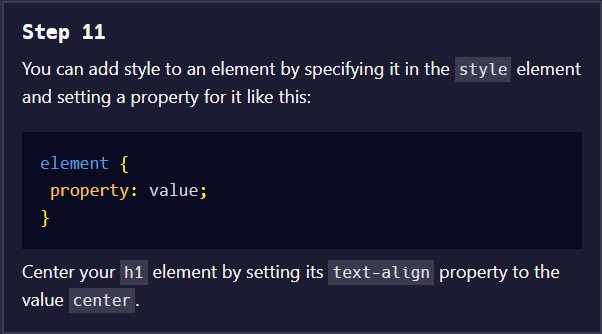 Step 11
You can add style to an element by specifying it in the style element
and setting a property for it like this:
element {
 property: value;
}
Center your h1 element by setting its text-align property to the
value center.